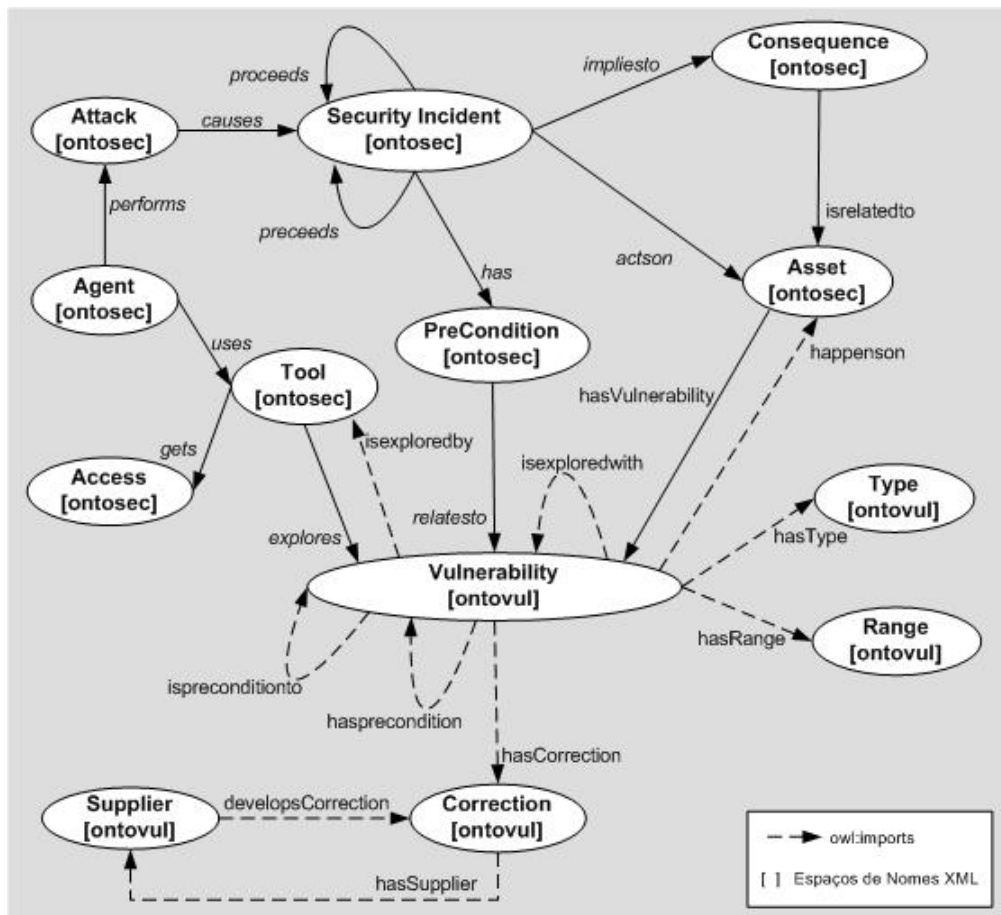 Consequence
[ontosec]
proceeds
impliesto
Attack
[ontosec]
causes
Security Incident
[ontosec]
performs
preceeds
isrelatedto
has
actson
Agent
[ontosec]
Asset
[ontosec]
uses
PreCondition
[ontosec]
happenson
Tool
[ontosec]
hasVulnerability
isexploredby
gets
isexploredwith
Access
[ontosec]
Type
[ontovul]
relatesto
explores
hasType
Vulnerability
[ontovul]
hasRange
Range
[ontovul]
ispreconditionto
hasprecondition
hasCorrection
Supplier
[ontovul]
developsCorrection
Correction
[ontovul]
hasSupplier
owl:imports
[ ] Espaços de Nomes XML